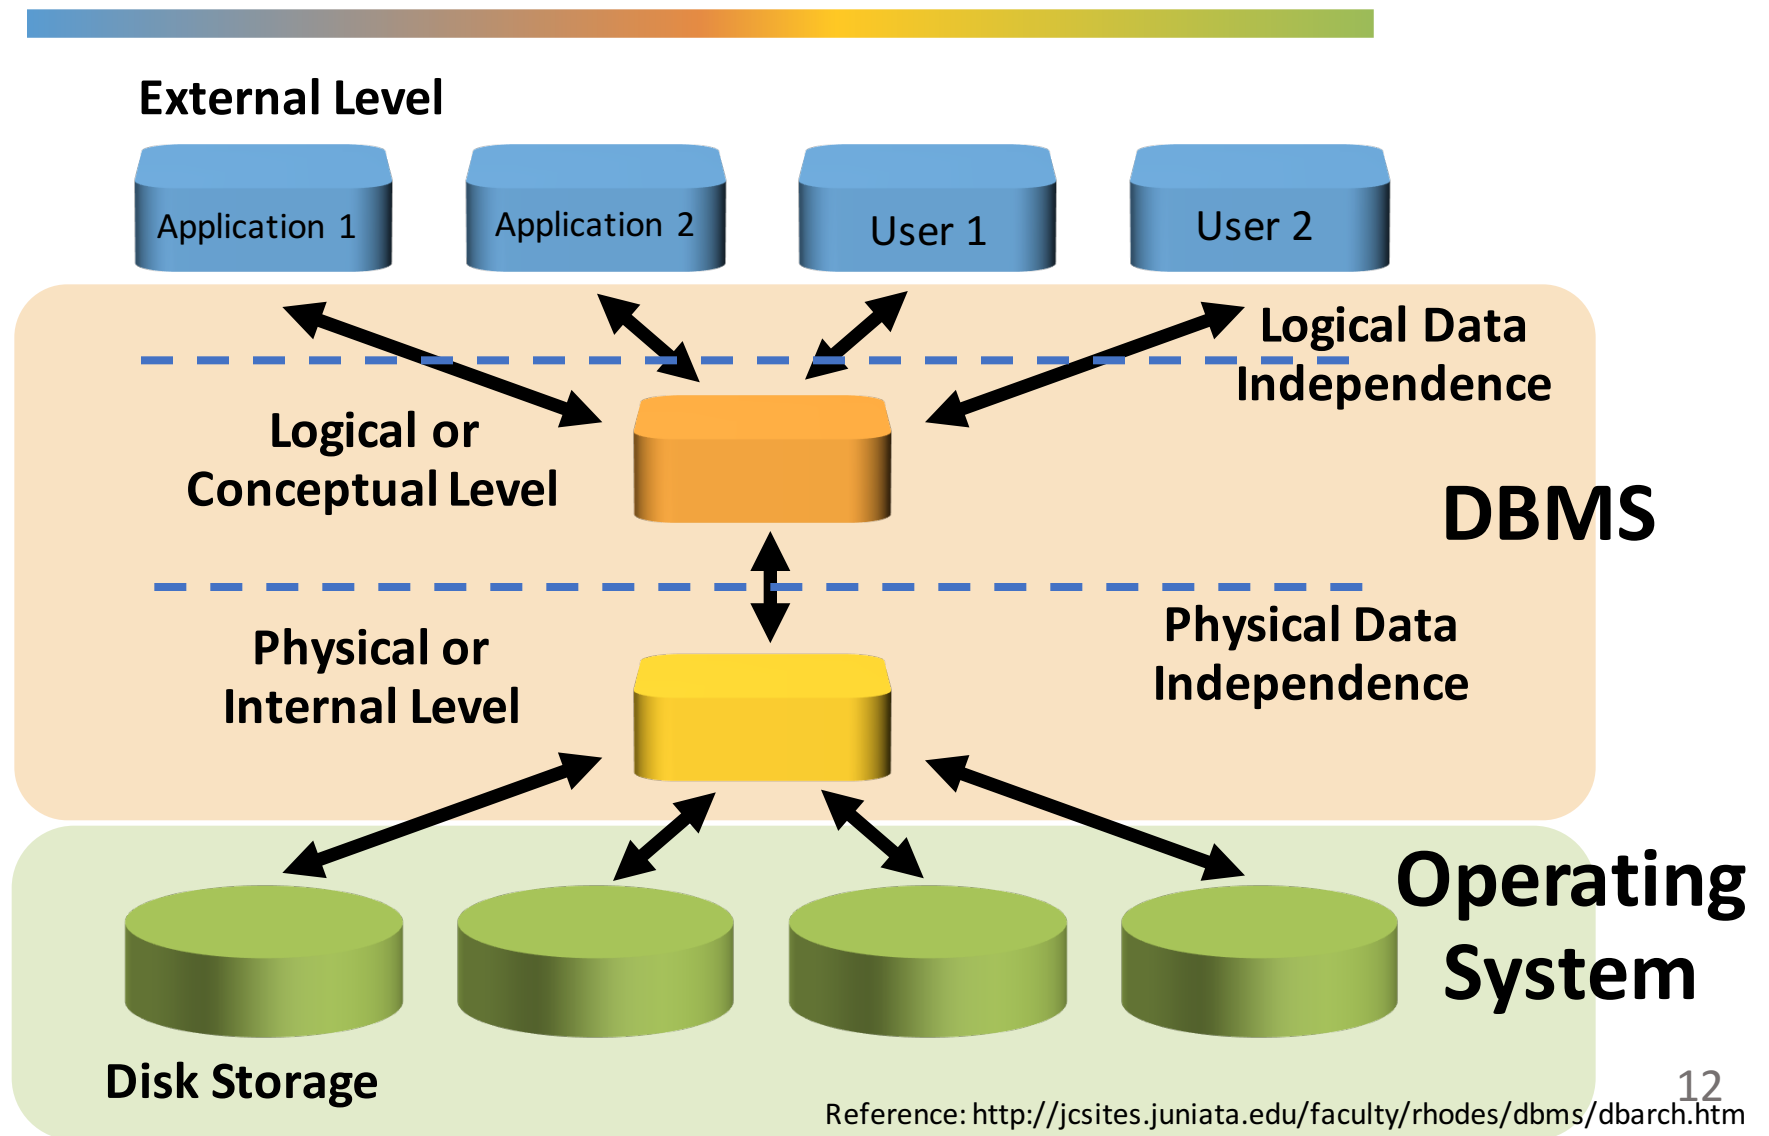 External Level
Application 1
Application 2
User 1
User 2
Logical Data
Independence
Logical or
Conceptual Level
DBMS
Physical or
Internal Level
Physical Data
Independence
Operating
System
Disk Storage
12
Reference: http://jcsites.juniata.edu/faculty/rhodes/dbms/dbarch.htm